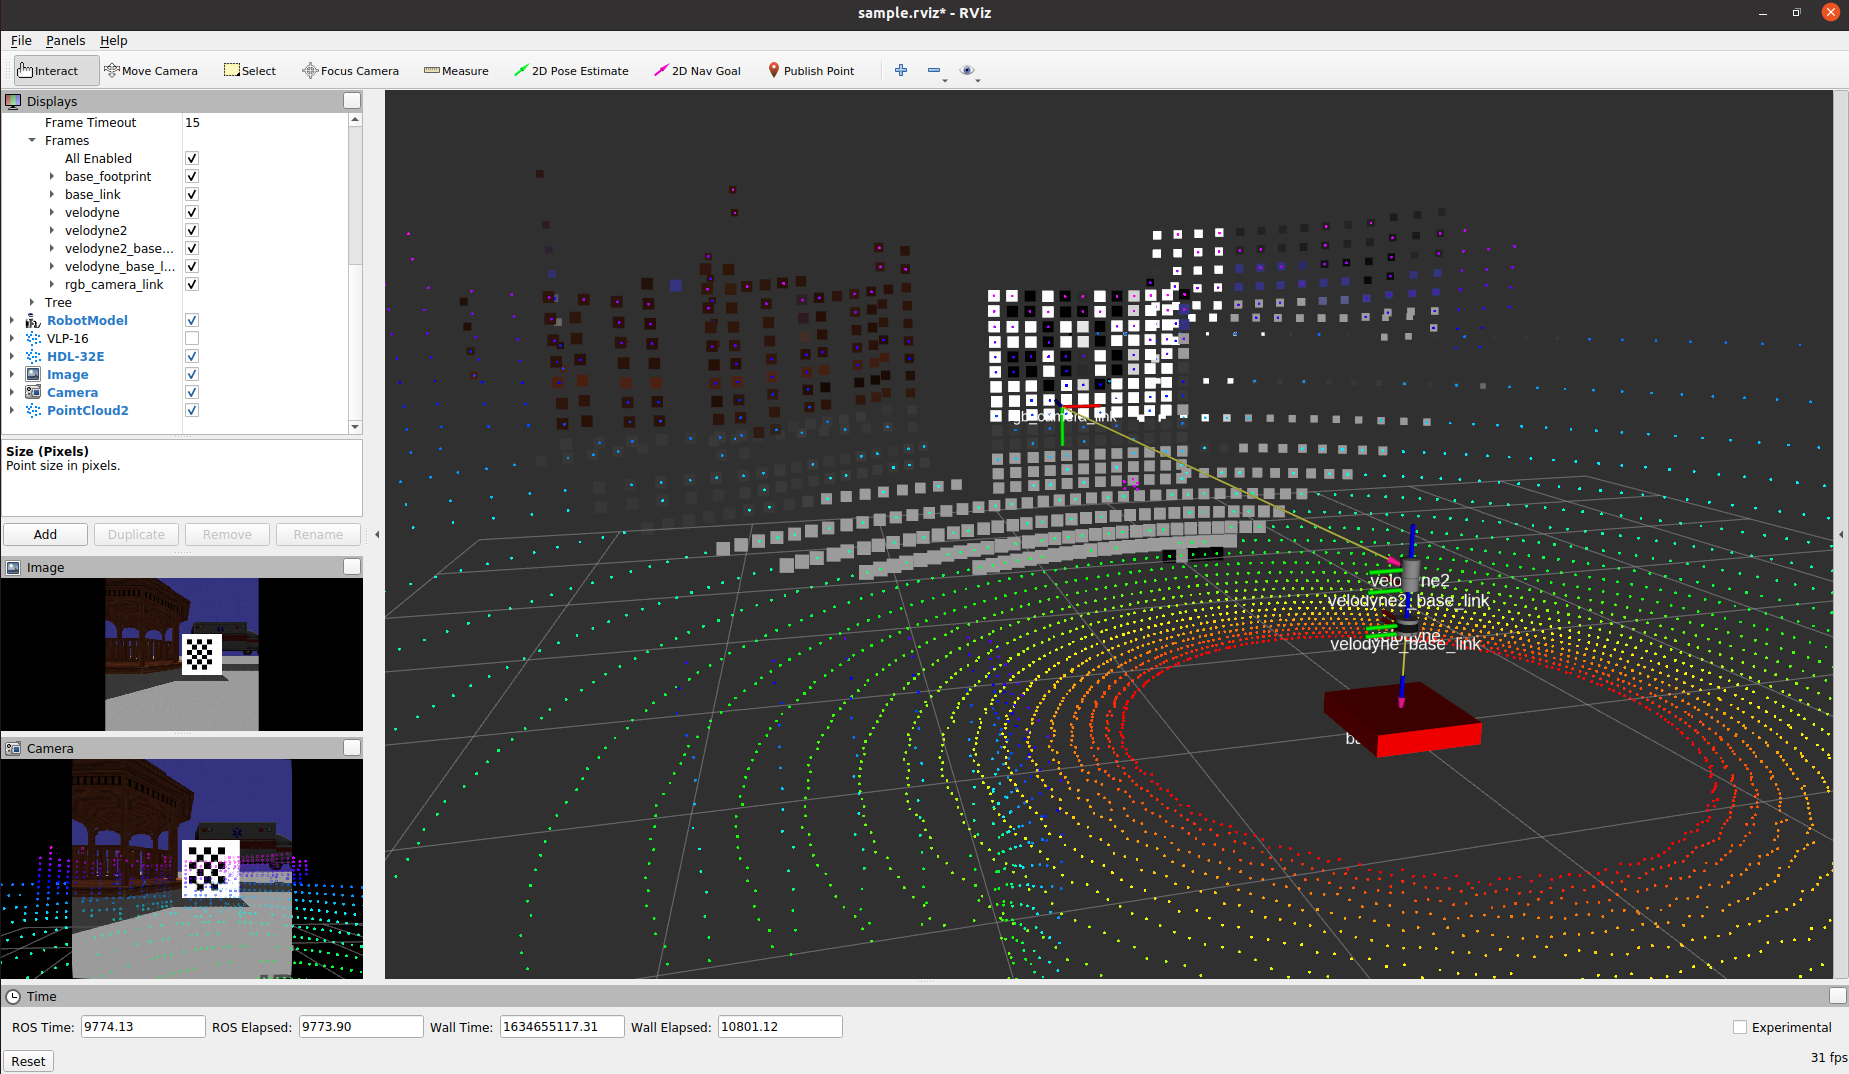 sample.rviz* - RViz
File Panels Help
Interact Move Camera Select Focus Camera Measure 2D Pose Estimate 2D Nav Goal Publish Point
Displays
Frame Timeout 15
Frames
All Enabled
base_footprint
base_link
velodyne
velodyne2
velodyne2_base...
velodyne_base_l...
rgb_camera_link
Tree
RobotModel
VLP-16
HDL-32E
Image
Camera
PointCloud2
Size (Pixels)
Point size in pixels.
Add Duplicate Remove Rename
Image
Camera
rgb_camera_link
velodyne2
velodyne2_base_link
velodyne
velodyne_base_link
Time
ROS Time: 9774.13 ROS Elapsed: 9773.90 Wall Time: 1634655117.31 Wall Elapsed: 10801.12 Experimental
Reset 31 fps